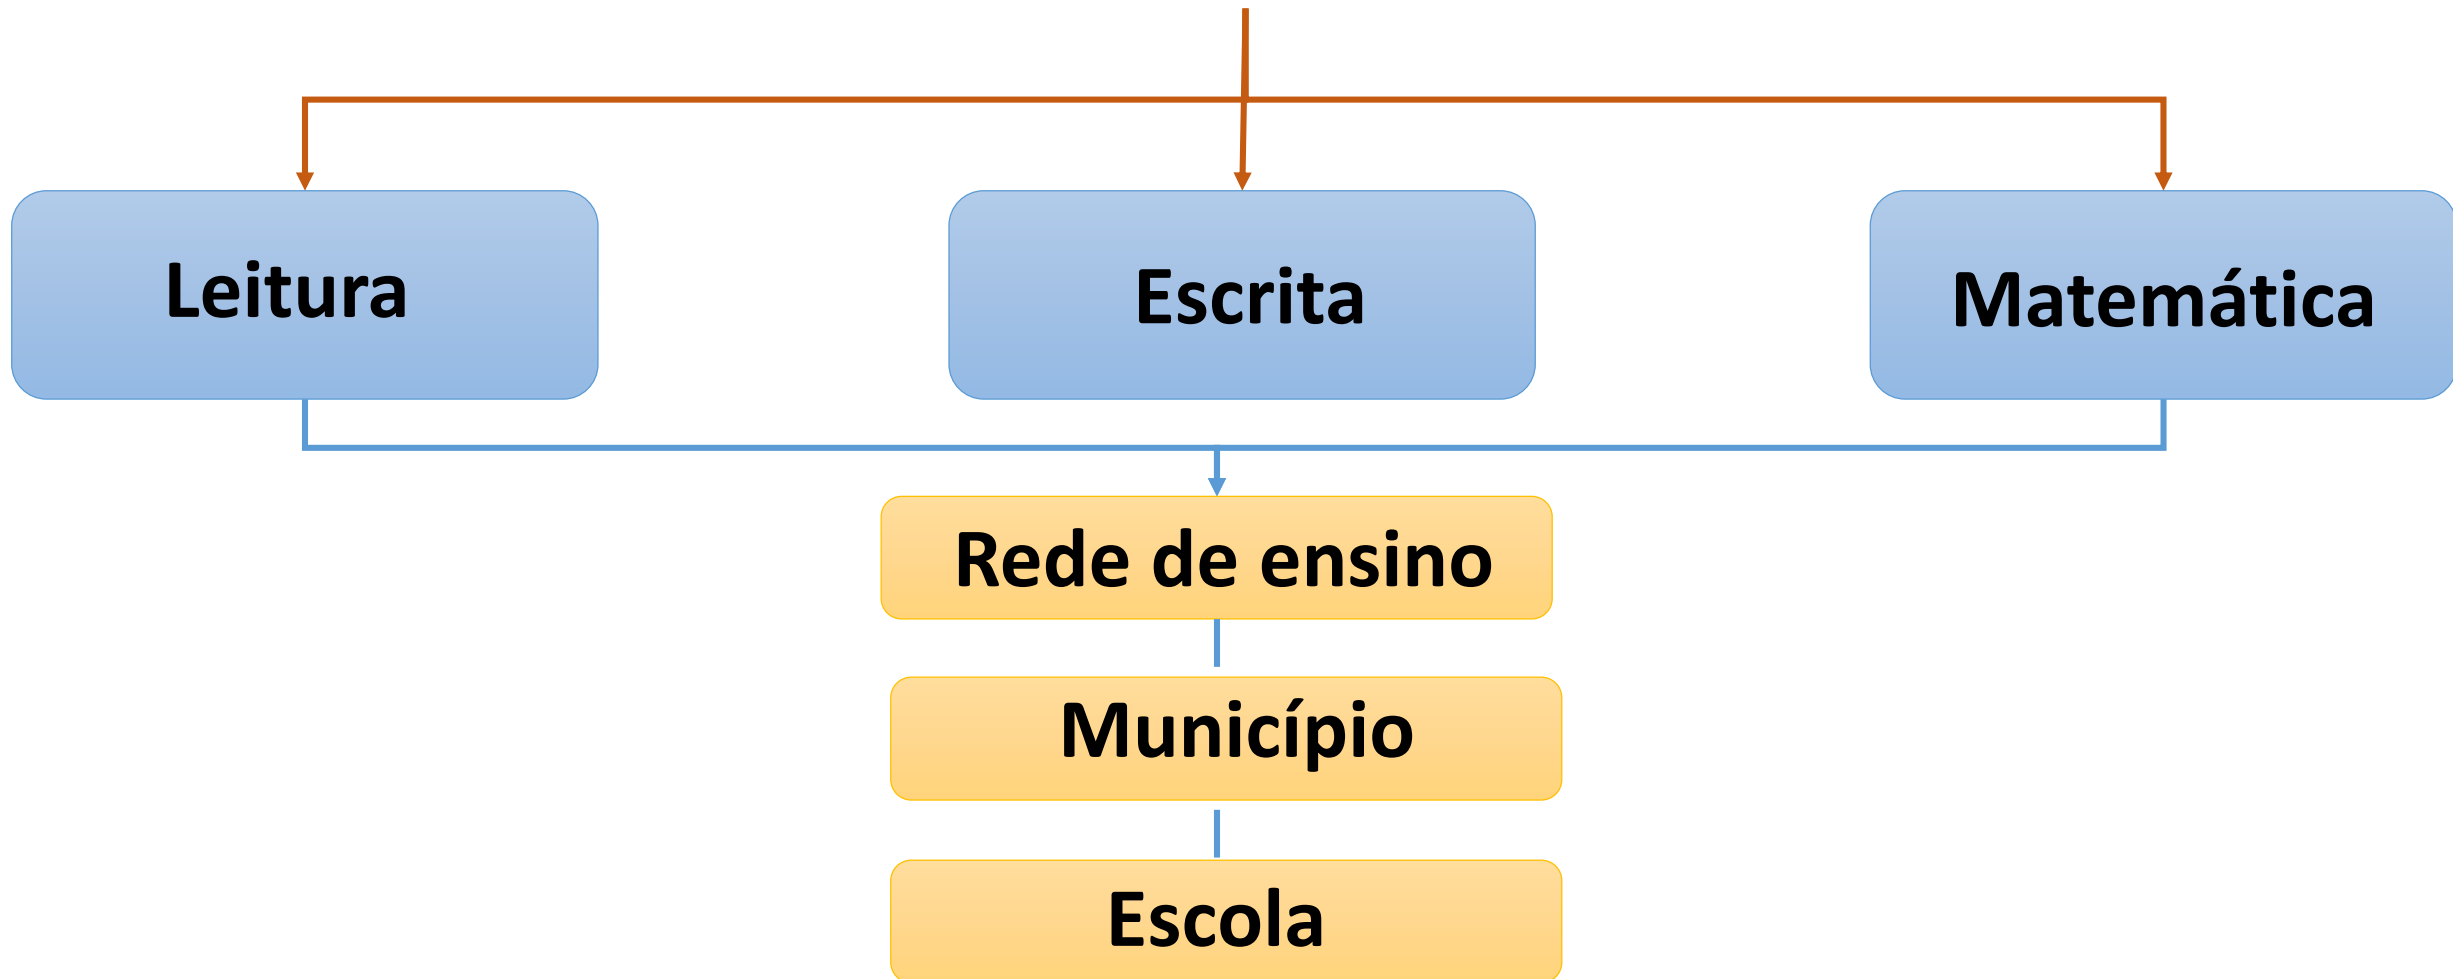 Leitura
Escrita
Matemática
Rede de ensino
Município
Escola